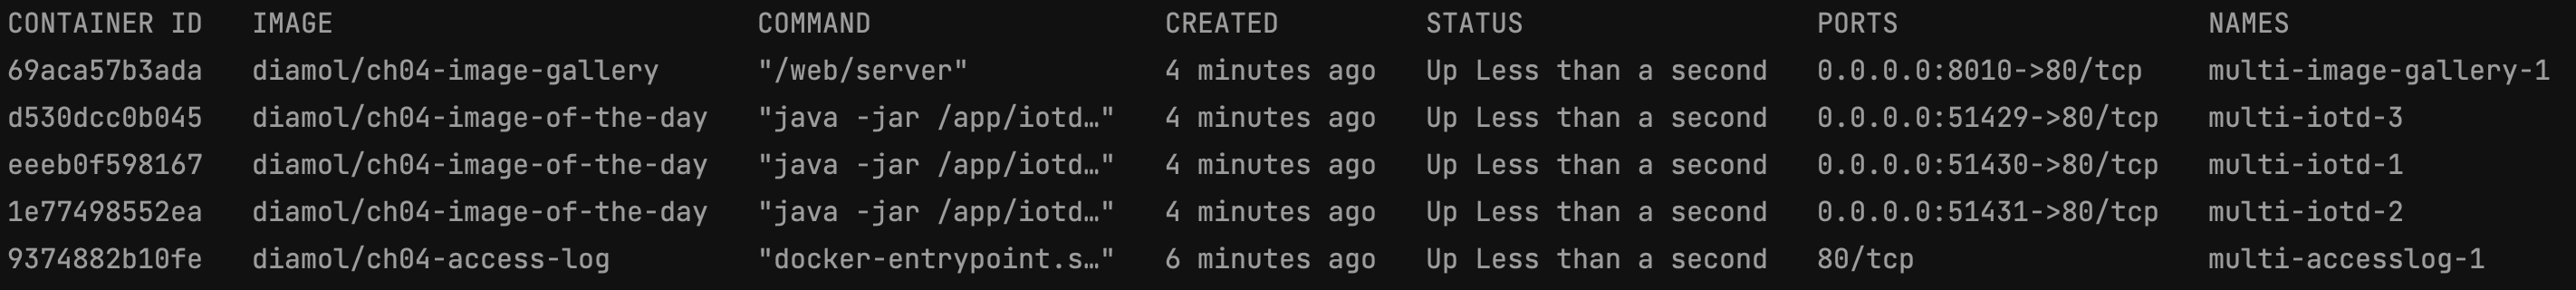 CONTAINER ID   IMAGE                          COMMAND                  CREATED         STATUS                  PORTS                   NAMES
69aca57b3ada   diamol/ch04-image-gallery      "/web/server"            4 minutes ago   Up Less than a second   0.0.0.0:8010->80/tcp    multi-image-gallery-1
d530dcc0b045   diamol/ch04-image-of-the-day   "java -jar /app/iotd…"   4 minutes ago   Up Less than a second   0.0.0.0:51429->80/tcp   multi-iotd-3
eeeb0f598167   diamol/ch04-image-of-the-day   "java -jar /app/iotd…"   4 minutes ago   Up Less than a second   0.0.0.0:51430->80/tcp   multi-iotd-1
1e77498552ea   diamol/ch04-image-of-the-day   "java -jar /app/iotd…"   4 minutes ago   Up Less than a second   0.0.0.0:51431->80/tcp   multi-iotd-2
9374882b10fe   diamol/ch04-access-log         "docker-entrypoint.s…"   6 minutes ago   Up Less than a second   80/tcp                  multi-accesslog-1